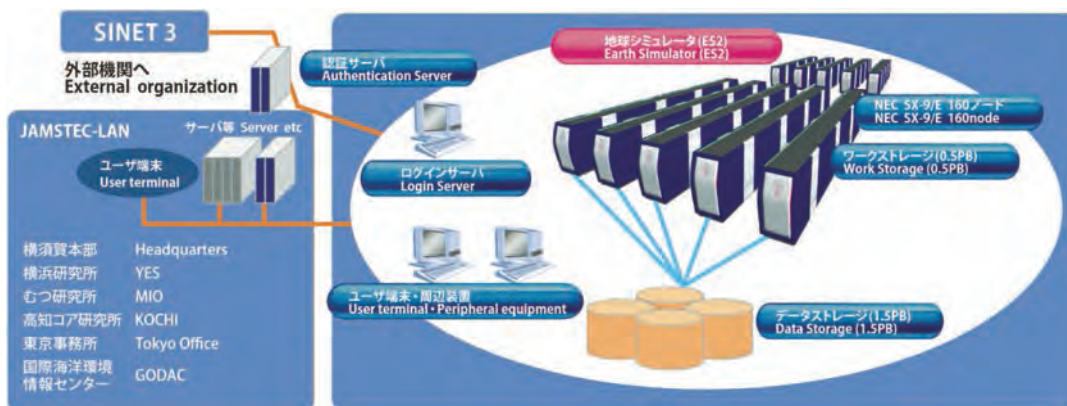 SINET 3
外部機関へ
External organization
認証サーバ
Authentication Server
地球シミュレータ(ES2)
Earth Simulator (ES2)
NEC SX-9/E 160ノード
NEC SX-9/E 160node
JAMSTEC-LAN
サーバ等 Server etc
ユーザ端末
User terminal
ログインサーバ
Login Server
ワークストレージ(0.5PB)
Work Storage (0.5PB)
横須賀本部 Headquarters
横浜研究所 YES
むつ研究所 MIO
高知コア研究所 KOCHI
東京事務所 Tokyo Office
国際海洋環境
情報センター GODAC
ユーザ端末・周辺装置
User terminal・Peripheral equipment
データストレージ(1.5PB)
Data Storage (1.5PB)